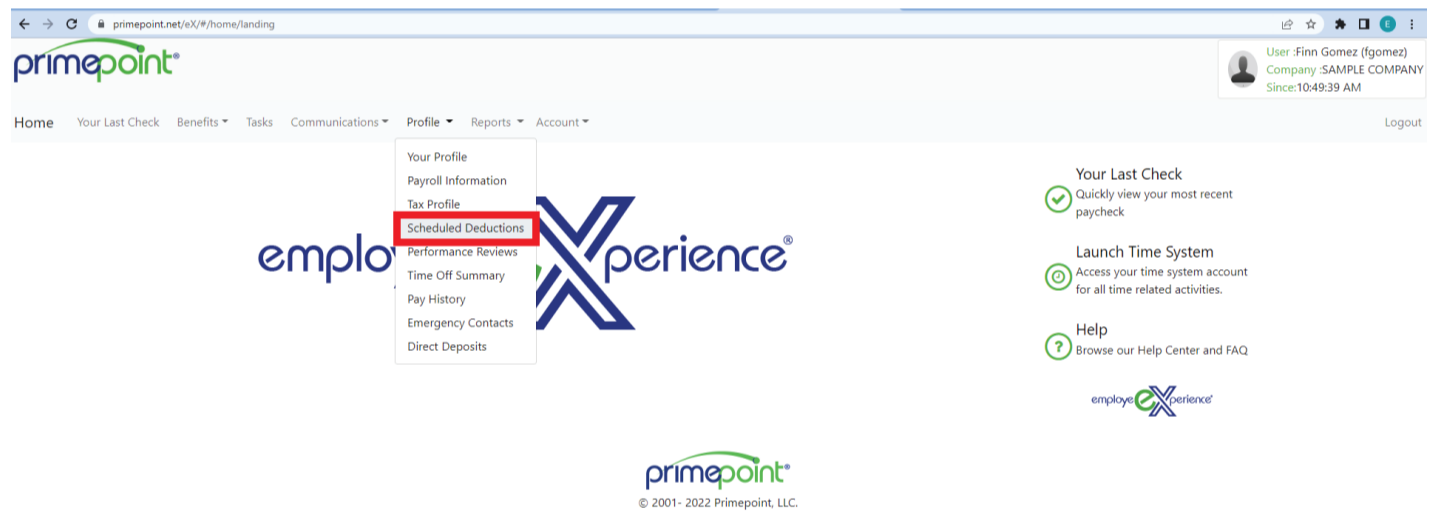 primepoint.net/eX/#/home/landing
E
primepoint®
User :Finn Gomez (fgomez)
Company :SAMPLE COMPANY
Since:10:49:39 AM
Home Your Last Check Benefits Tasks Communications Profile Reports Account Logout
Your Profile
Payroll Information
Tax Profile
Scheduled Deductions
Performance Reviews
Time Off Summary
Pay History
Emergency Contacts
Direct Deposits
emplo Xperience®
Your Last Check
Quickly view your most recent
paycheck
Launch Time System
Access your time system account
for all time related activities.
?
Help
Browse our Help Center and FAQ
employeeXperience®
primepoint®
© 2001- 2022 Primepoint, LLC.